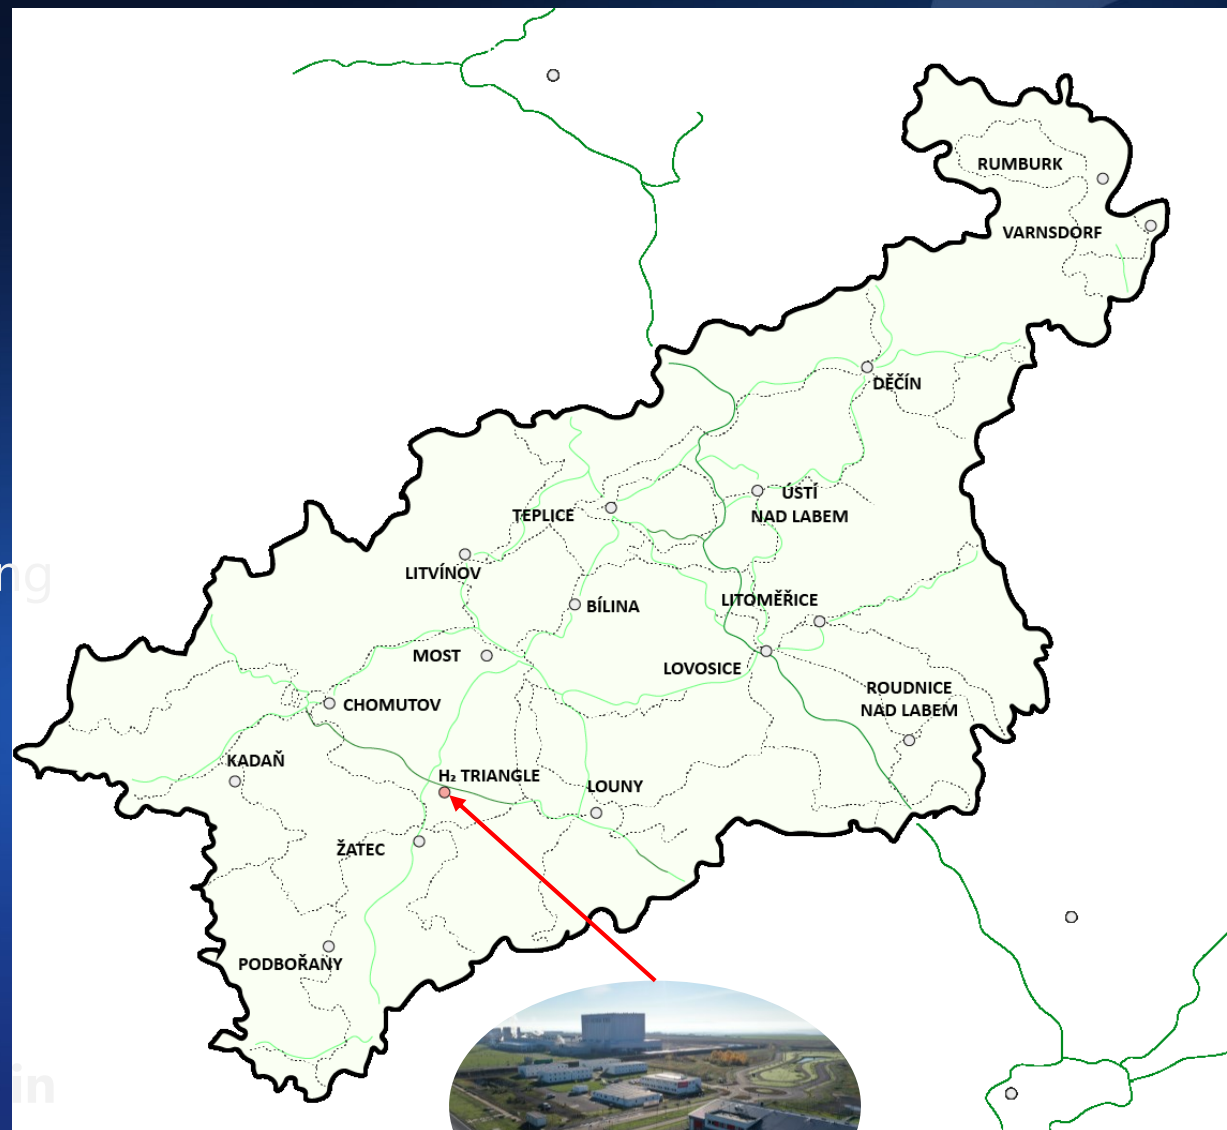 RUMBURK
VARNSDORF
DĚČÍN
ÚSTÍ
NAD LABEM
TEPLICE
LITVÍNOV
BÍLINA
LITOMĚŘICE
MOST
LOVOSICE
ROUDNICE
NAD LABEM
CHOMUTOV
KADAŇ
H₂ TRIANGLE
LOUNY
ŽATEC
PODBOŘANY